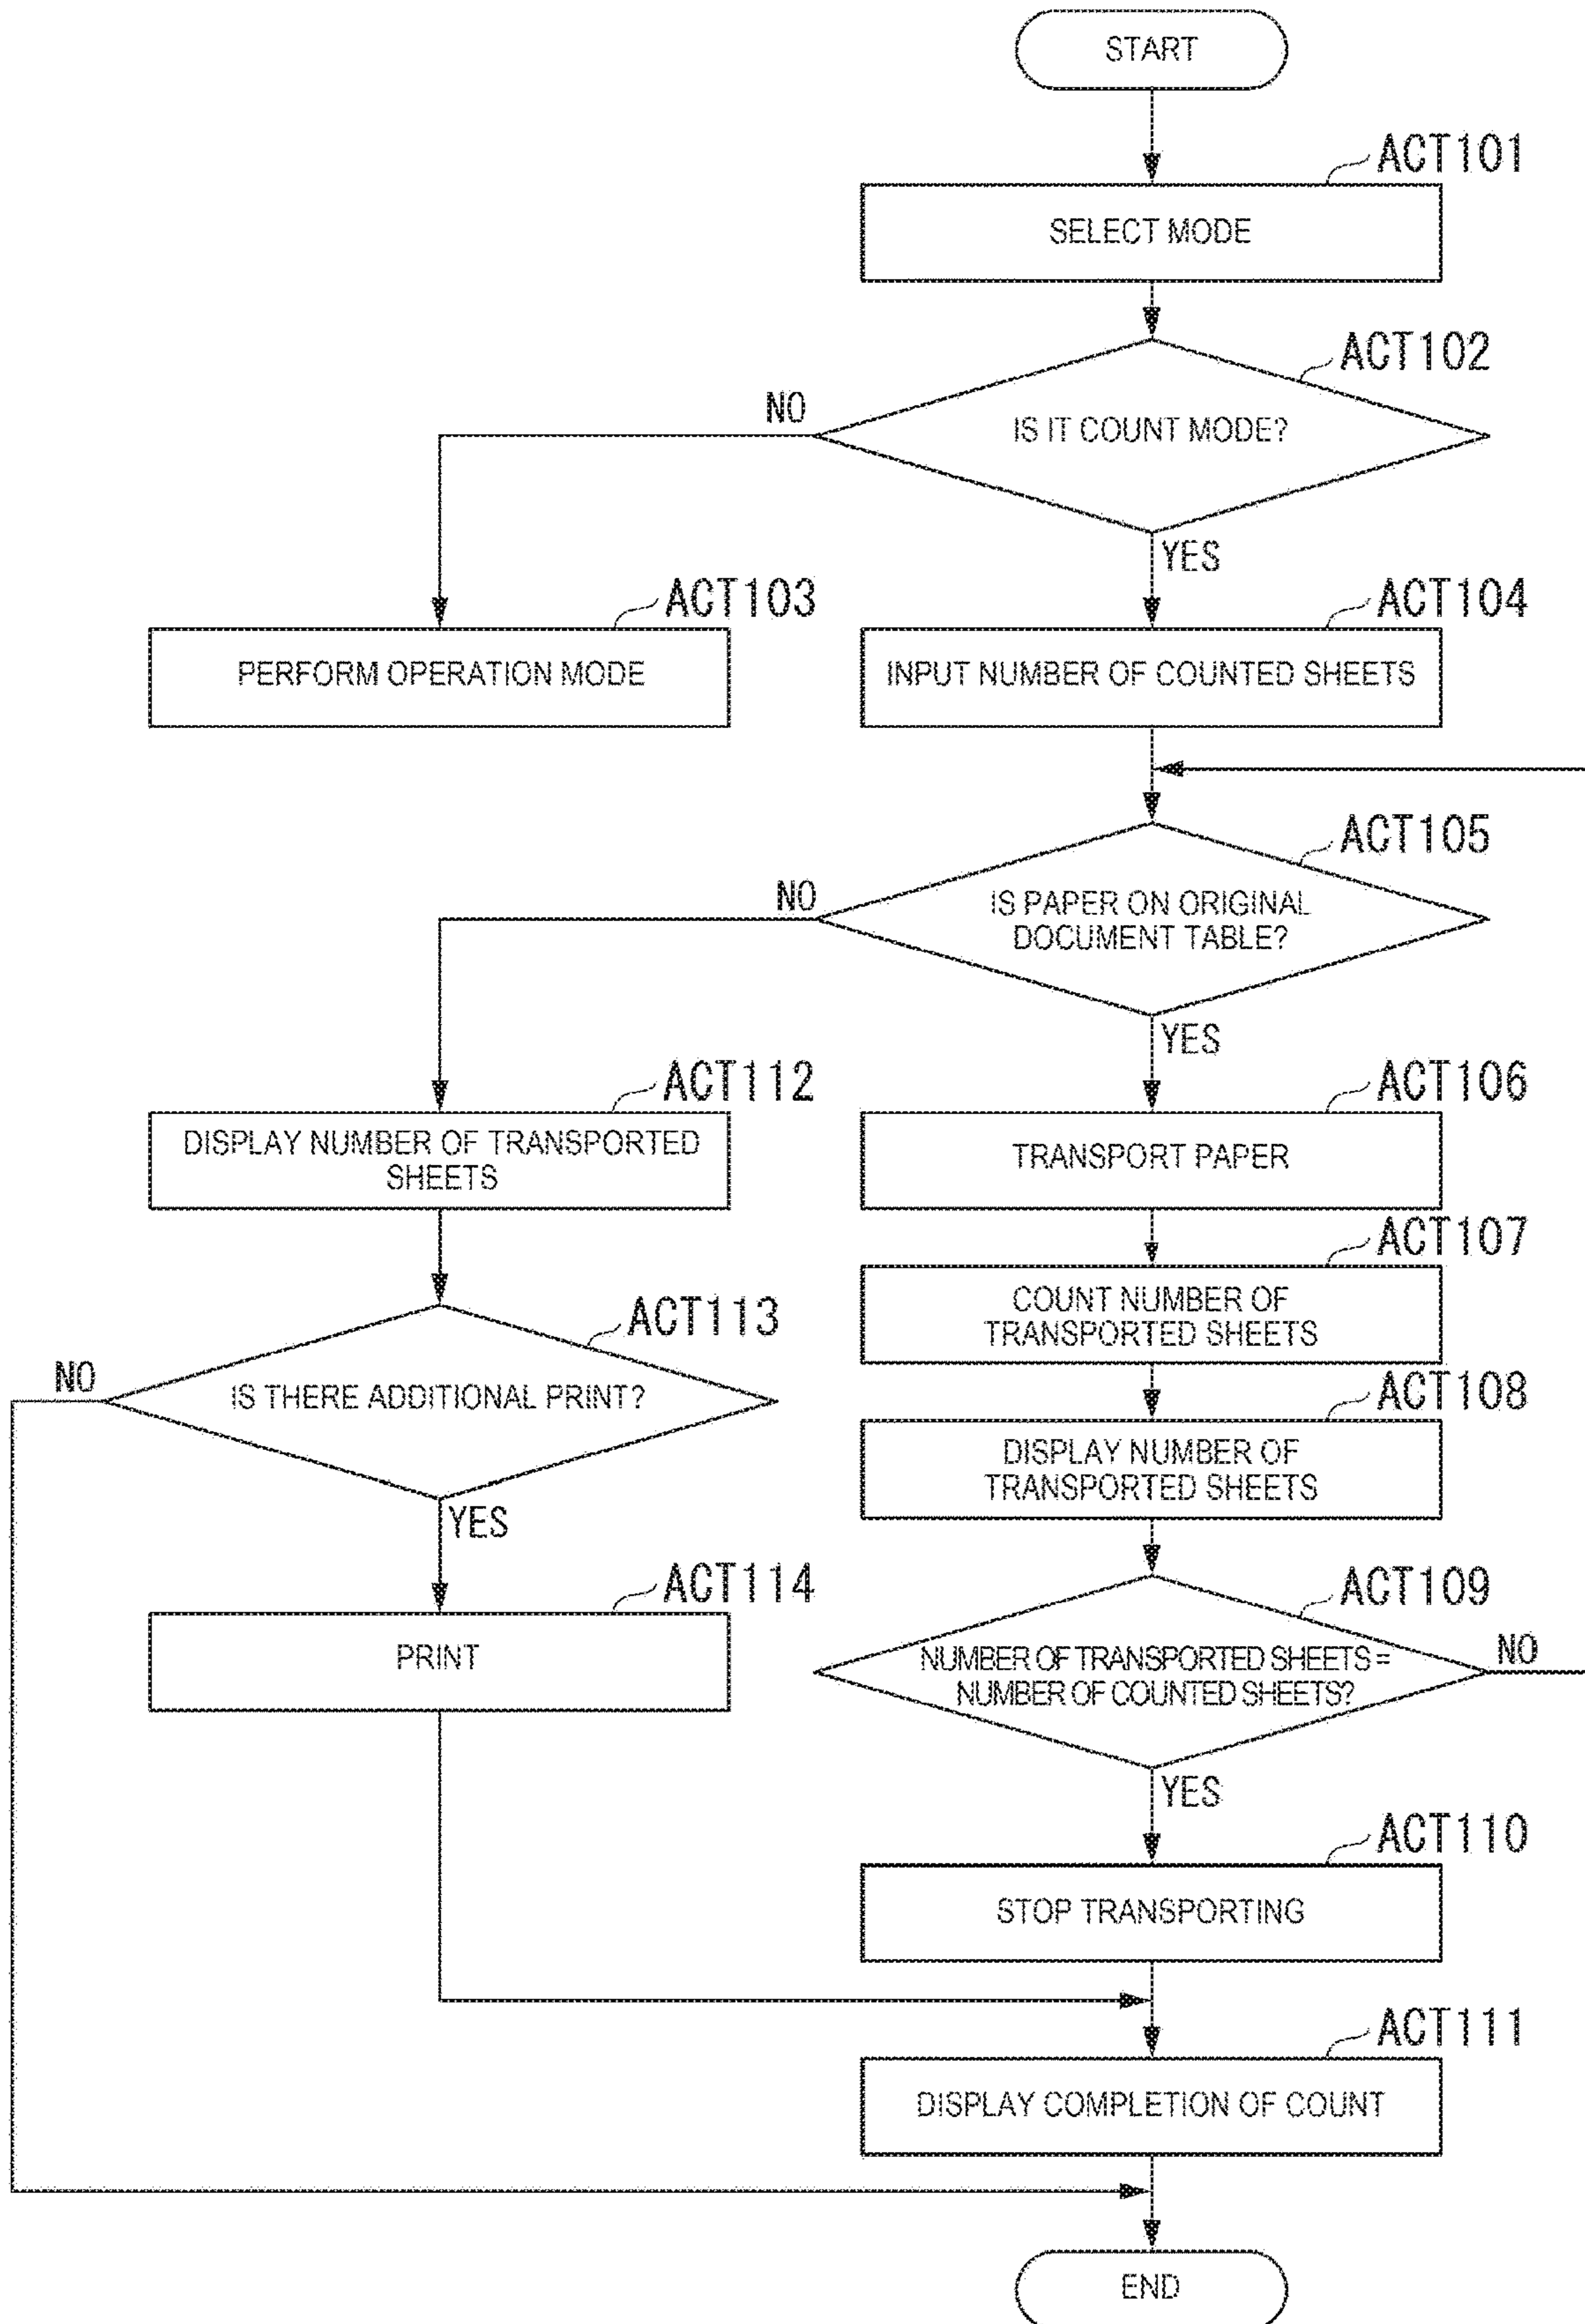 START
ACT101
SELECT MODE
ACT102
IS IT COUNT MODE?
NO
YES
ACT103
PERFORM OPERATION MODE
ACT104
INPUT NUMBER OF COUNTED SHEETS
ACT105
IS PAPER ON ORIGINAL
DOCUMENT TABLE?
NO
YES
ACT112
DISPLAY NUMBER OF TRANSPORTED
SHEETS
ACT106
TRANSPORT PAPER
ACT107
COUNT NUMBER OF
TRANSPORTED SHEETS
ACT113
IS THERE ADDITIONAL PRINT?
NO
YES
ACT108
DISPLAY NUMBER OF
TRANSPORTED SHEETS
ACT114
PRINT
ACT109
NUMBER OF TRANSPORTED SHEETS =
NUMBER OF COUNTED SHEETS?
NO
YES
ACT110
STOP TRANSPORTING
ACT111
DISPLAY COMPLETION OF COUNT
END